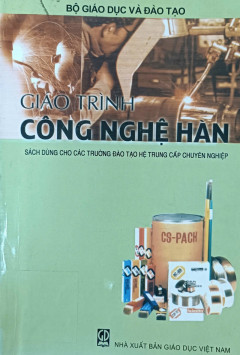 BỘ GIÁO DỤC VÀ ĐÀO TẠO
GIÁO TRÌNH
CÔNG NGHỆ HÀN
SÁCH DÙNG CHO CÁC TRƯỜNG ĐÀO TẠO HỆ TRUNG CẤP CHUYÊN NGHIỆP
CS-PACH
NHÀ XUẤT BẢN GIÁO DỤC VIỆT NAM